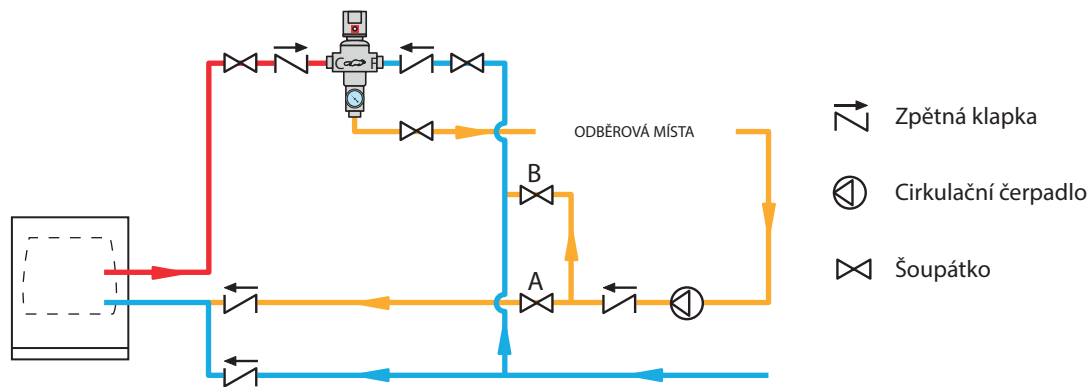 C F
ODBĚROVÁ MÍSTA
B
A
Zpětná klapka
Cirkulační čerpadlo
Šoupátko